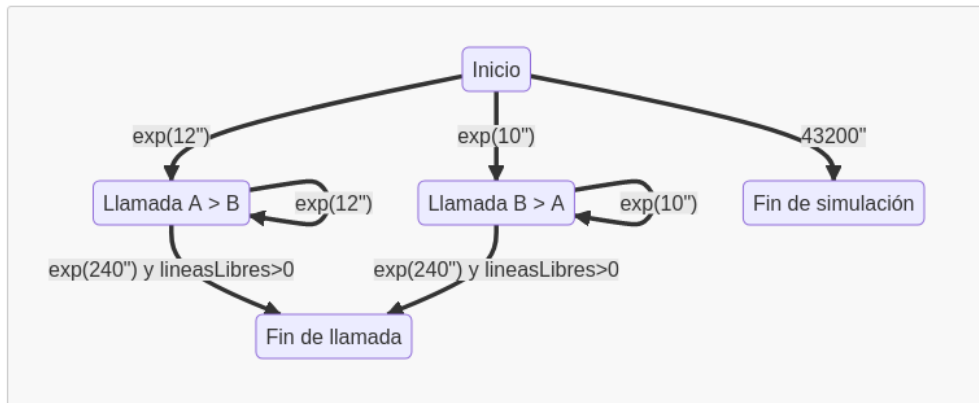 Inicio
exp(12")
exp(10")
43200"
Llamada A > B
exp(12")
Llamada B > A
exp(10")
Fin de simulación
exp(240") y lineasLibres>0
exp(240") y lineasLibres>0
Fin de llamada